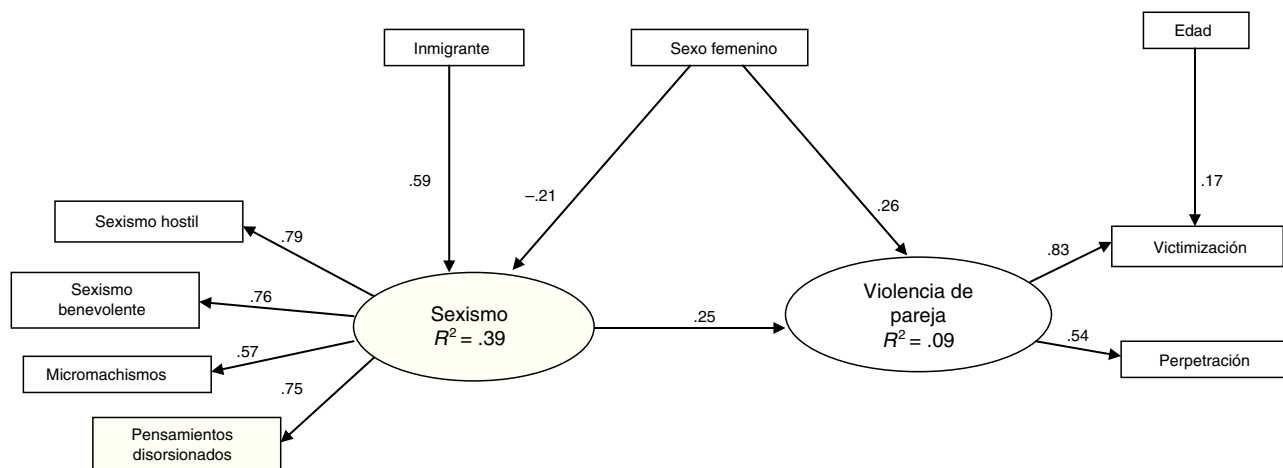 Edad
Inmigrante
Sexo femenino
.59
–.21
.26
.17
Sexismo hostil
.79
.83
Victimización
Sexismo
benevolente
.76
Sexismo
R² = .39
.25
Violencia de
pareja
R² = .09
.54
Perpetración
Micromachismos
.57
.75
Pensamientos
disorsionados